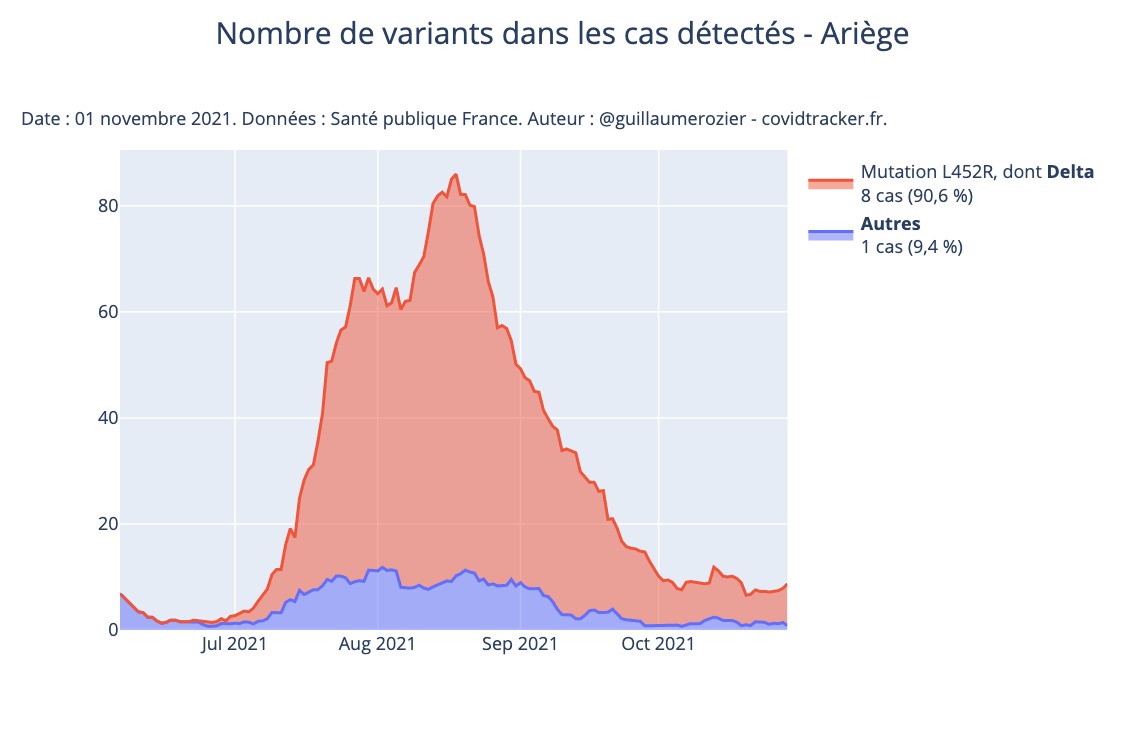 Nombre de variants dans les cas détectés - Ariège
Date : 01 novembre 2021. Données : Santé publique France. Auteur : @guillaumerozier - covidtracker.fr.
Mutation L452R, dont Delta
8 cas (90,6 %)
Autres
1 cas (9,4 %)
80
60
40
20
0
Jul 2021
Aug 2021
Sep 2021
Oct 2021